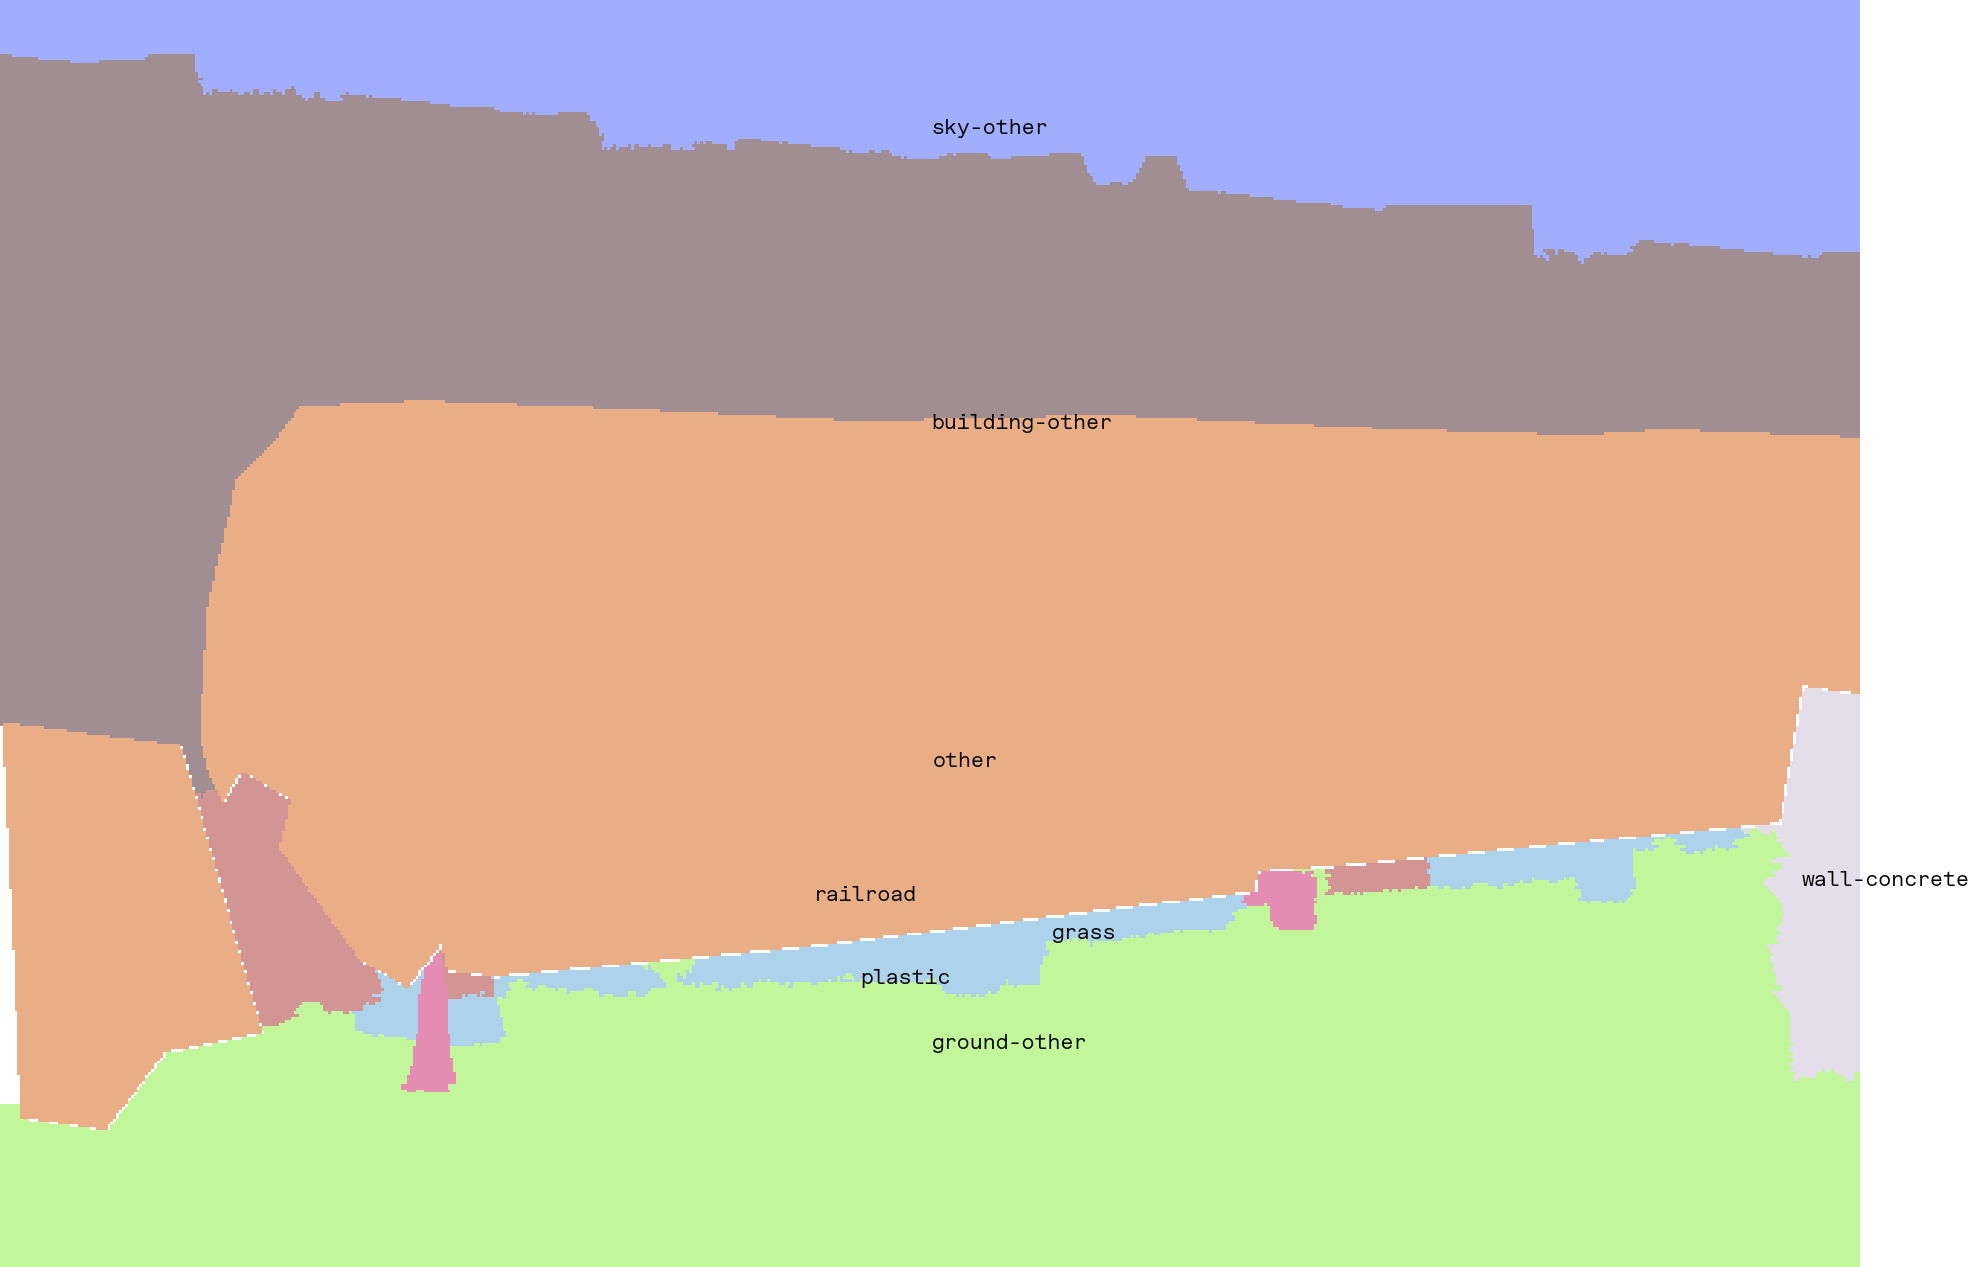 sky-other
building-other
other
railroad
wall-concrete
grass
plastic
ground-other